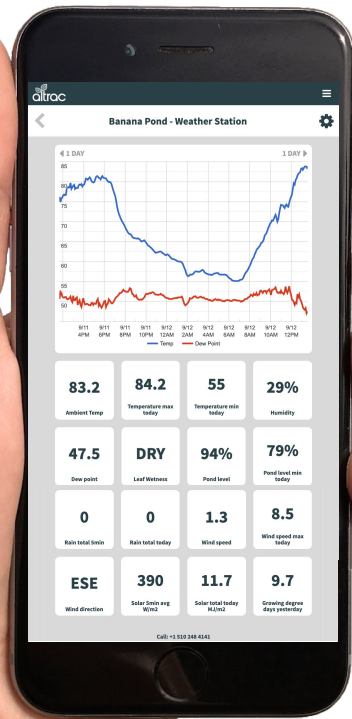 altrac
Banana Pond - Weather Station
1 DAY
1 DAY
85
80
75
70
65
60
55
50
9/11 9/11 9/11 9/11 9/11 9/12 9/12 9/12 9/12 9/12 9/12
4PM 6PM 8PM 10PM 12AM 2AM 4AM 6AM 8AM 10AM 12PM
Temp Dew Point
83.2
Ambient Temp
84.2
Temperature max
today
55
Temperature min
today
29%
Humidity
47.5
Dew point
DRY
Leaf Wetness
94%
Pond level
79%
Pond level min
today
0
Rain total 5min
0
Rain total today
1.3
Wind speed
8.5
Wind speed max
today
ESE
Wind direction
390
Solar 5min avg
W/m2
11.7
Solar total today
MJ/m2
9.7
Growing degree
days yesterday
Call: +1 510 248 4141